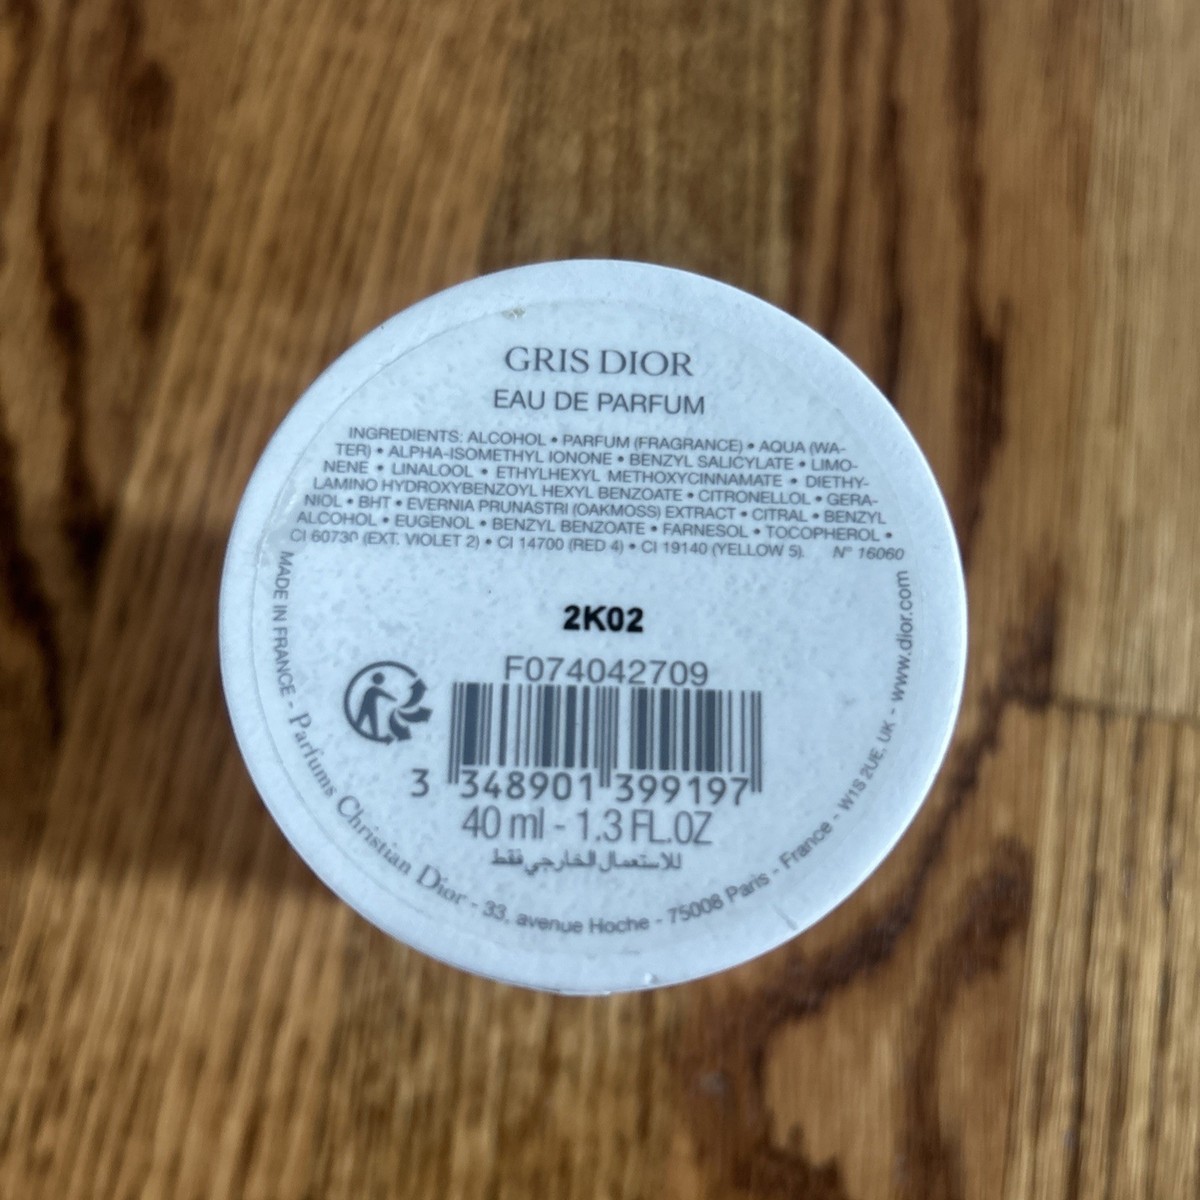 GRIS DIOR
EAU DE PARFUM
INGREDIENTS: ALCOHOL • PARFUM (FRAGRANCE) • AQUA (WA-
TER) • ALPHA-ISOMETHYL IONONE • BENZYL SALICYLATE • LIMO-
NENE • LINALOOL • ETHYLHEXYL METHOXYCINNAMATE • DIETHY-
LAMINO HYDROXYBENZOYL HEXYL BENZOATE • CITRONELLOL • GERA-
NIOL • BHT • EVERNIA PRUNASTRI (OAKMOSS) EXTRACT • CITRAL • BENZYL
ALCOHOL • EUGENOL • BENZYL BENZOATE • FARNESOL • TOCOPHEROL •
CI 60730 (EXT. VIOLET 2) • CI 14700 (RED 4) • CI 19140 (YELLOW 5). N° 16060
2K02
F074042709
3 348901 399197
40 ml - 1.3 FL.OZ
للاستعمال الخارجي فقط
MADE IN FRANCE - Parfums Christian Dior - 33, avenue Hoche - 75008 Paris - France - W1S 2UE, UK - www.dior.com